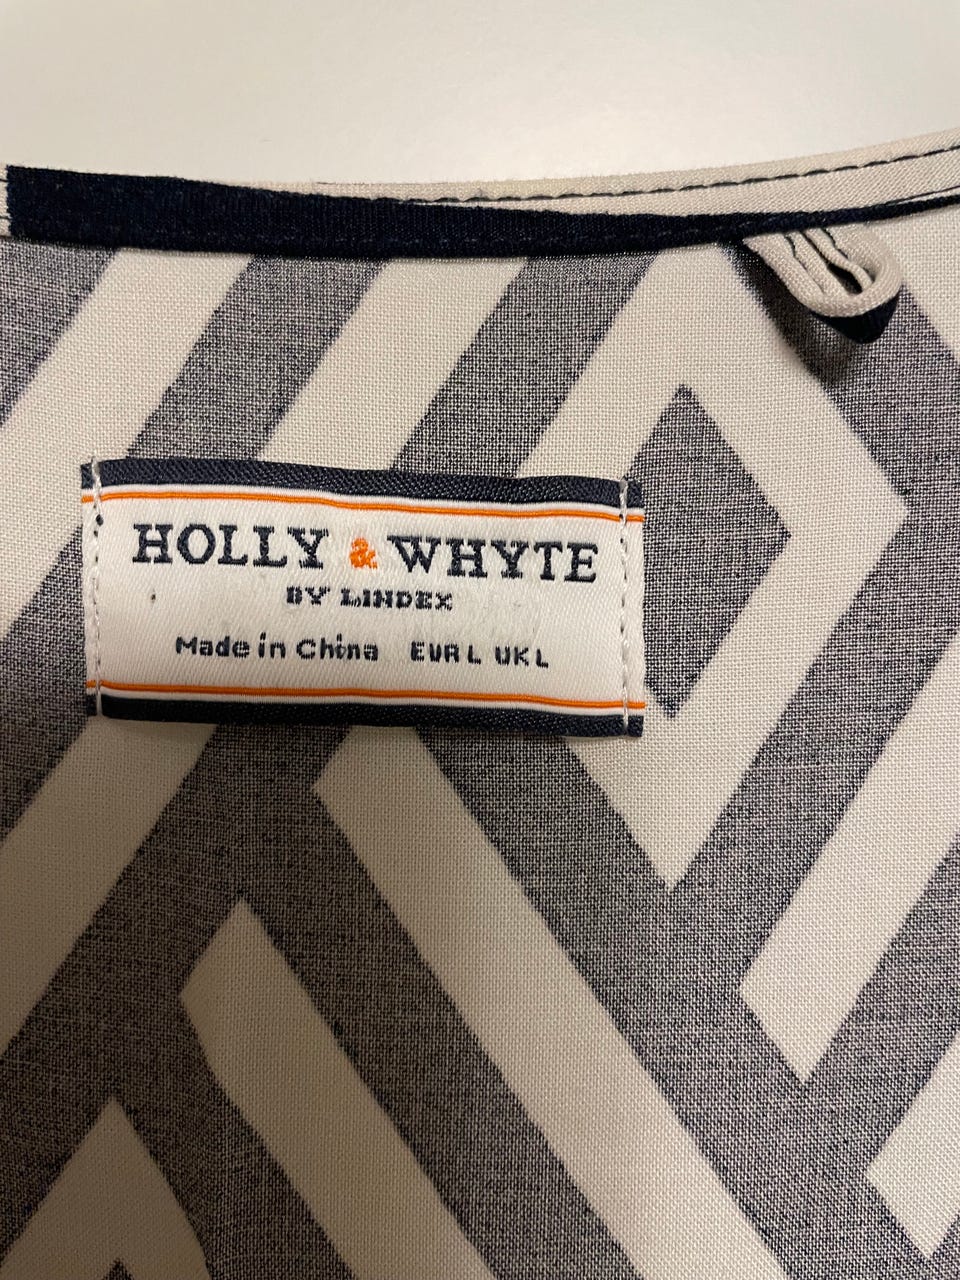 HOLLY & WHYTE
BY LINDEX
Made in China EUR L UK L